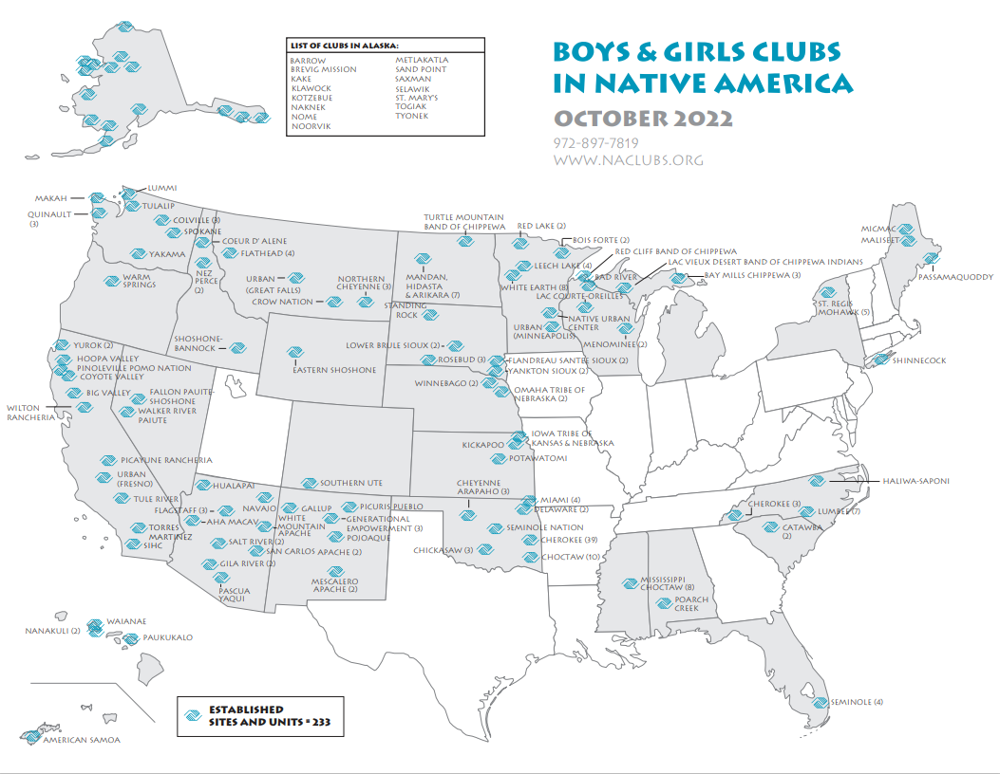 LIST OF CLUBS IN ALASKA:
BARROW
BREVIG MISSION
KAKE
KLAWOCK
KOTZEBUE
NAKNEK
NOME
NOORVIK
METLAKATLA
SAND POINT
SAXMAN
SELAWIK
ST. MARY'S
TOGIAK
TYONEK
BOYS & GIRLS CLUBS
IN NATIVE AMERICA
OCTOBER 2022
972-897-7819
WWW.NACLUBS.ORG
LUMMI
MAKAH
TULALIP
QUINAULT
(3)
COLVILLE (3)
SPOKANE
COEUR D' ALENE
YAKAMA
FLATHEAD (4)
NEZ
PERCE
(2)
WARM
SPRINGS
URBAN
(GREAT FALLS)
NORTHERN
CHEYENNE (3)
CROW NATION
TURTLE MOUNTAIN
BAND OF CHIPPEWA
MANDAN,
HIDASTA
& ARIKARA (7)
STANDING
ROCK
RED LAKE (2)
BOIS FORTE (2)
LEECH LAKE (4)
WHITE EARTH (8)
RED CLIFF BAND OF CHIPPEWA
LAC VIEUX DESERT BAND OF CHIPPEWA INDIANS
BAD RIVER
BAY MILLS CHIPPEWA (3)
LAC COURTE-OREILLES
NATIVE URBAN
CENTER
URBAN
(MINNEAPOLIS)
MENOMINEE (2)
MICMAC
MALISEET
PASSAMAQUODDY
ST. REGIS
MOHAWK (5)
SHINNECOCK
YUROK (2)
HOOPA VALLEY
PINOLEVILLE POMO NATION
COYOTE VALLEY
BIG VALLEY
WILTON
RANCHERIA
SHOSHONE-
BANNOCK
EASTERN SHOSHONE
FALLON PAUITE-
SHOSHONE
WALKER RIVER
PAIUTE
LOWER BRULE SIOUX (2)
ROSEBUD (3)
FLANDREAU SANTEE SIOUX (2)
YANKTON SIOUX (2)
WINNEBAGO (2)
OMAHA TRIBE OF
NEBRASKA (2)
IOWA TRIBE OF
KANSAS & NEBRASKA
KICKAPOO
POTAWATOMI
PICAYUNE RANCHERIA
URBAN
(FRESNO)
TULE RIVER
TORRES
MARTINEZ
SIHC
HUALAPAI
SOUTHERN UTE
FLAGSTAFF (3)
NAVAJO
GALLUP
PICURIS PUEBLO
AHA MACAV
WHITE
MOUNTAIN
APACHE
GENERATIONAL
EMPOWERMENT (3)
POJOAQUE
SALT RIVER (2)
SAN CARLOS APACHE (2)
GILA RIVER (2)
PASCUA
YAQUI
MESCALERO
APACHE (2)
CHEYENNE
ARAPAHO (3)
MIAMI (4)
DELAWARE (2)
SEMINOLE NATION
CHEROKEE (39)
CHICKASAW (3)
CHOCTAW (10)
HALIWA-SAPONI
CHEROKEE (3)
LUMBEE (7)
CATAWBA
(2)
MISSISSIPPI
CHOCTAW (8)
POARCH
CREEK
SEMINOLE (4)
WAIANAE
NANAKULI (2)
PAUKUKALO
AMERICAN SAMOA
ESTABLISHED
SITES AND UNITS = 233